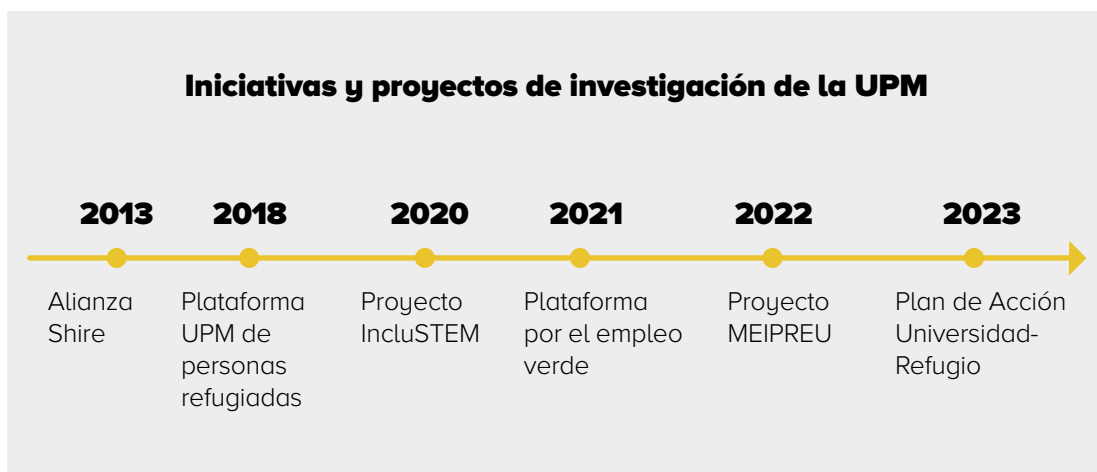 Iniciativas y proyectos de investigación de la UPM
2013
2018
2020
2021
2022
2023
Alianza
Shire
Plataforma
UPM de
personas
refugiadas
Proyecto
IncluSTEM
Plataforma
por el empleo
verde
Proyecto
MEIPREU
Plan de Acción
Universidad-
Refugio